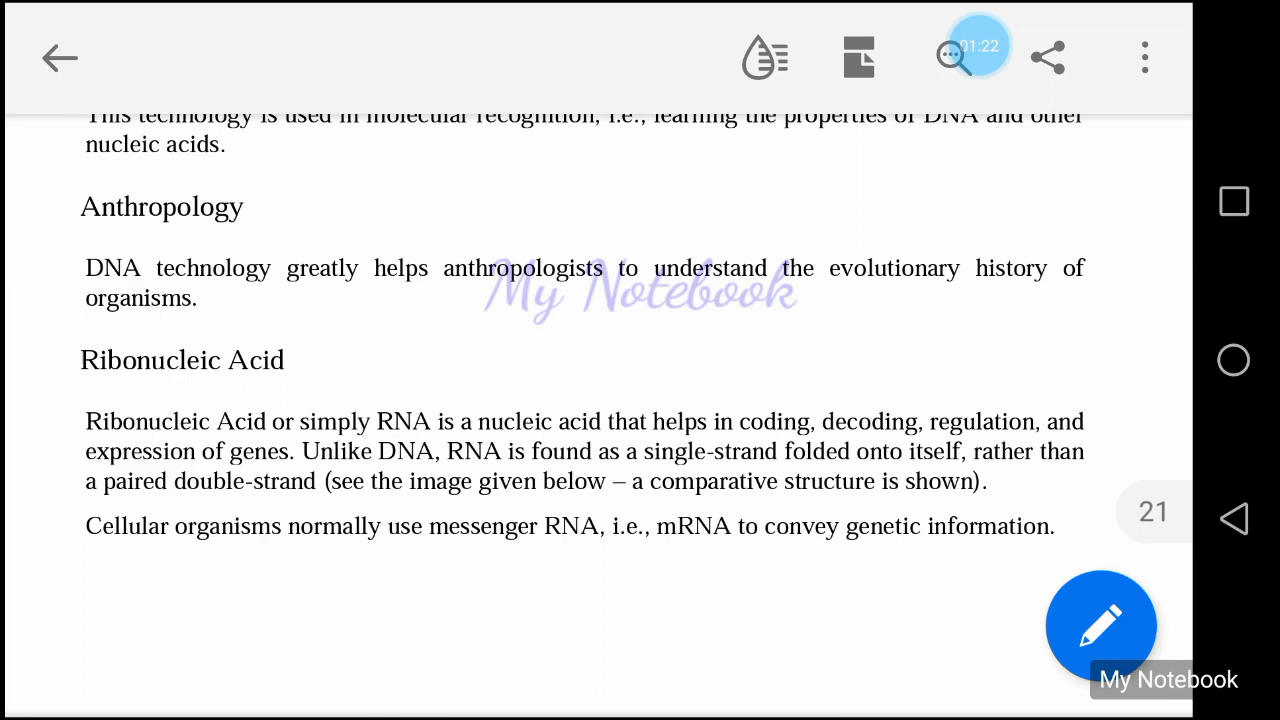 01:22
This technology is used in molecular recognition, i.e., learning the properties of DNA and other
nucleic acids.
Anthropology
DNA technology greatly helps anthropologists to understand the evolutionary history of
organisms.
My Notebook
Ribonucleic Acid
Ribonucleic Acid or simply RNA is a nucleic acid that helps in coding, decoding, regulation, and
expression of genes. Unlike DNA, RNA is found as a single-strand folded onto itself, rather than
a paired double-strand (see the image given below – a comparative structure is shown).
21
Cellular organisms normally use messenger RNA, i.e., mRNA to convey genetic information.
My Notebook